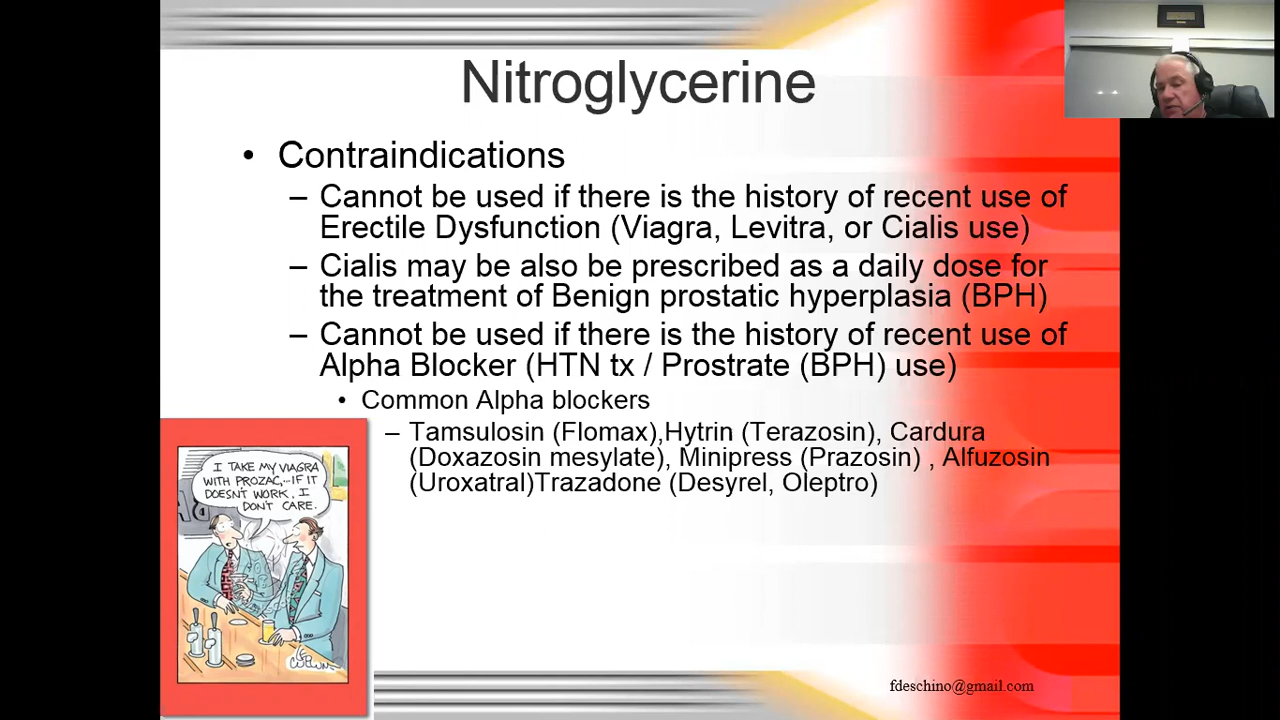 Nitroglycerine
• Contraindications
– Cannot be used if there is the history of recent use of
Erectile Dysfunction (Viagra, Levitra, or Cialis use)
– Cialis may be also be prescribed as a daily dose for
the treatment of Benign prostatic hyperplasia (BPH)
– Cannot be used if there is the history of recent use of
Alpha Blocker (HTN tx / Prostrate (BPH) use)
• Common Alpha blockers
– Tamsulosin (Flomax),Hytrin (Terazosin), Cardura
(Doxazosin mesylate), Minipress (Prazosin) , Alfuzosin
(Uroxatral)Trazadone (Desyrel, Oleptro)
I TAKE MY VIAGRA
WITH PROZAC,...IF IT
DOESN'T WORK, I
DON'T CARE.
fdeschino@gmail.com